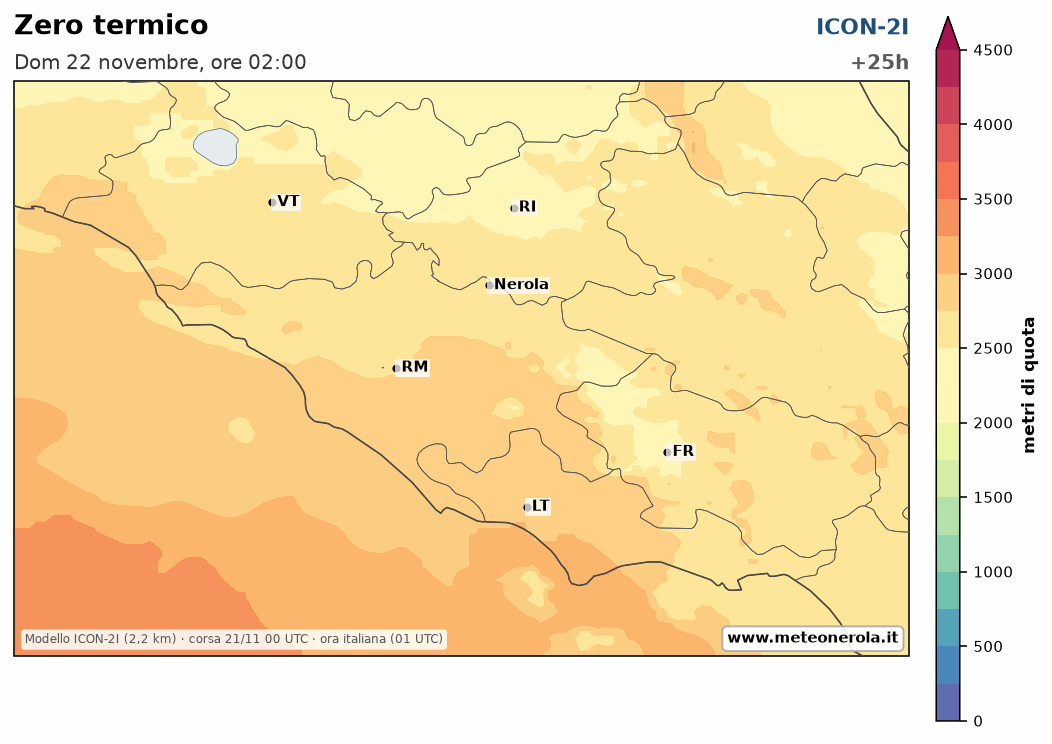 Zero termico
ICON-2I
Dom 22 novembre, ore 02:00
+25h
4500
4000
3500
3000
2500
2000
1500
1000
500
0
metri di quota
VT
RI
Nerola
RM
FR
LT
Modello ICON-2I (2,2 km) · corsa 21/11 00 UTC · ora italiana (01 UTC)
www.meteonerola.it